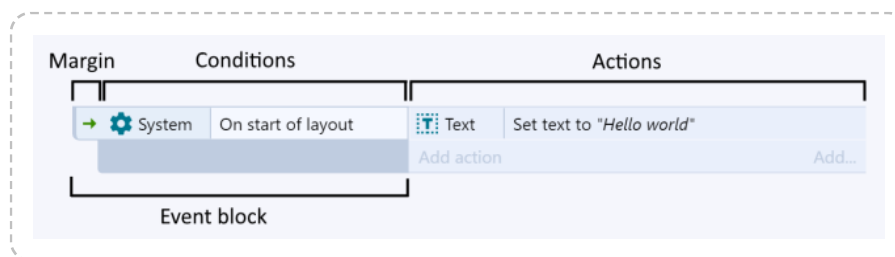 Margin Conditions Actions
System On start of layout T Text Set text to "Hello world"
Add action Add...
Event block